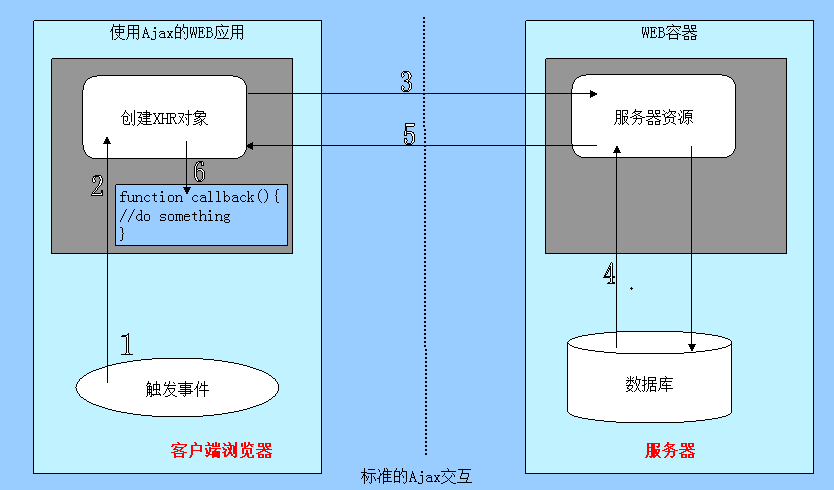 使用Ajax的WEB应用
WEB容器
创建XHR对象
服务器资源
3
5
2
6
function callback(){
//do something
}
4
1
触发事件
数据库
客户端浏览器
服务器
标准的Ajax交互